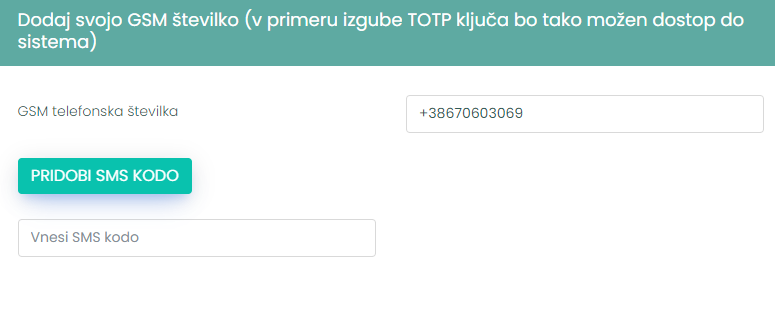 Dodaj svojo GSM številko (v primeru izgube TOTP ključa bo tako možen dostop do
sistema)
GSM telefonska številka
+38670603069
PRIDOBI SMS KODO
Vnesi SMS kodo